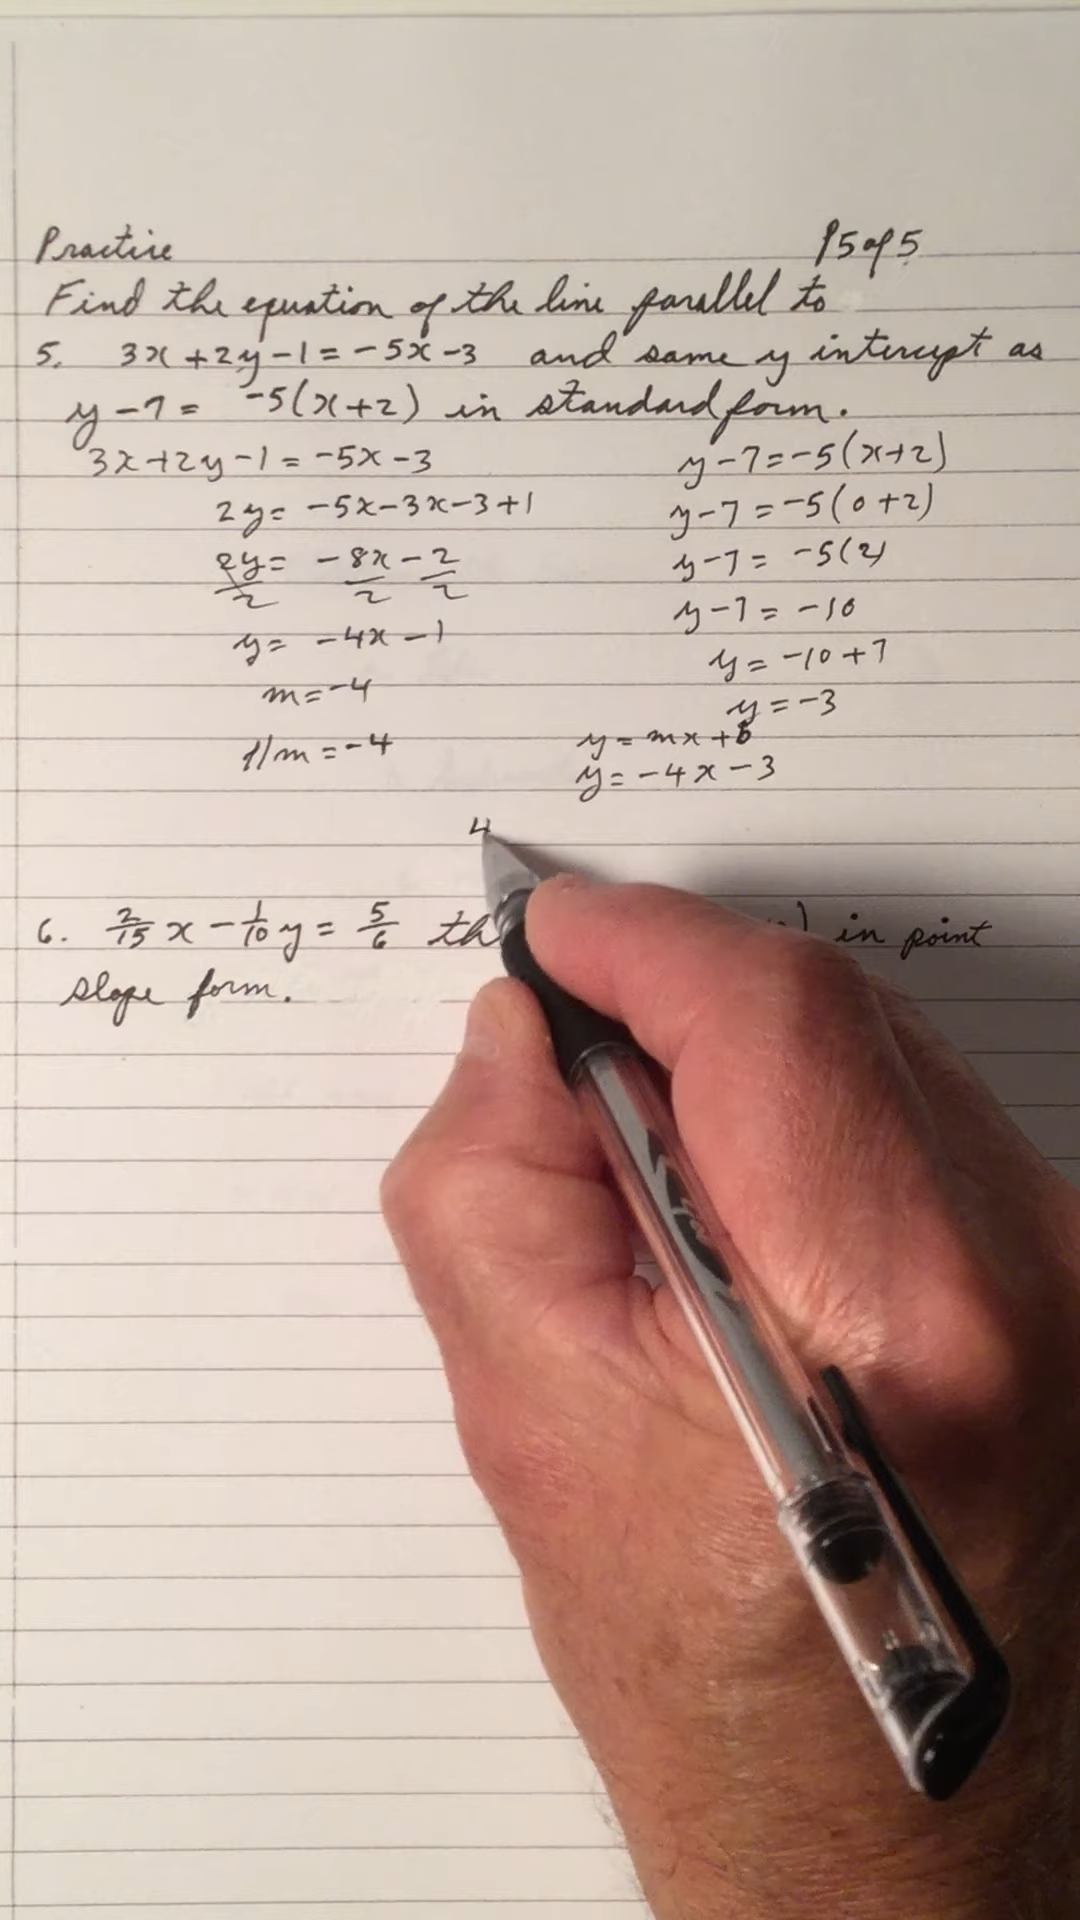 Practice P5 of 5
Find the equation of the line parallel to
5. 3x+2y-1=-5x-3 and same y intercept as
y-7= -5(x+2) in standard form.
3x+2y-1=-5x-3
2y= -5x-3x-3+1
2y/2= -8x/2 - 2/2
y= -4x-1
m=-4
//m=-4
y-7=-5(x+2)
y-7=-5(0+2)
y-7= -5(2)
y-7= -10
y= -10+7
y=-3
y=mx+b
y=-4x-3
4
6. 2/15 x - 1/10 y = 5/6 in point
slope form.